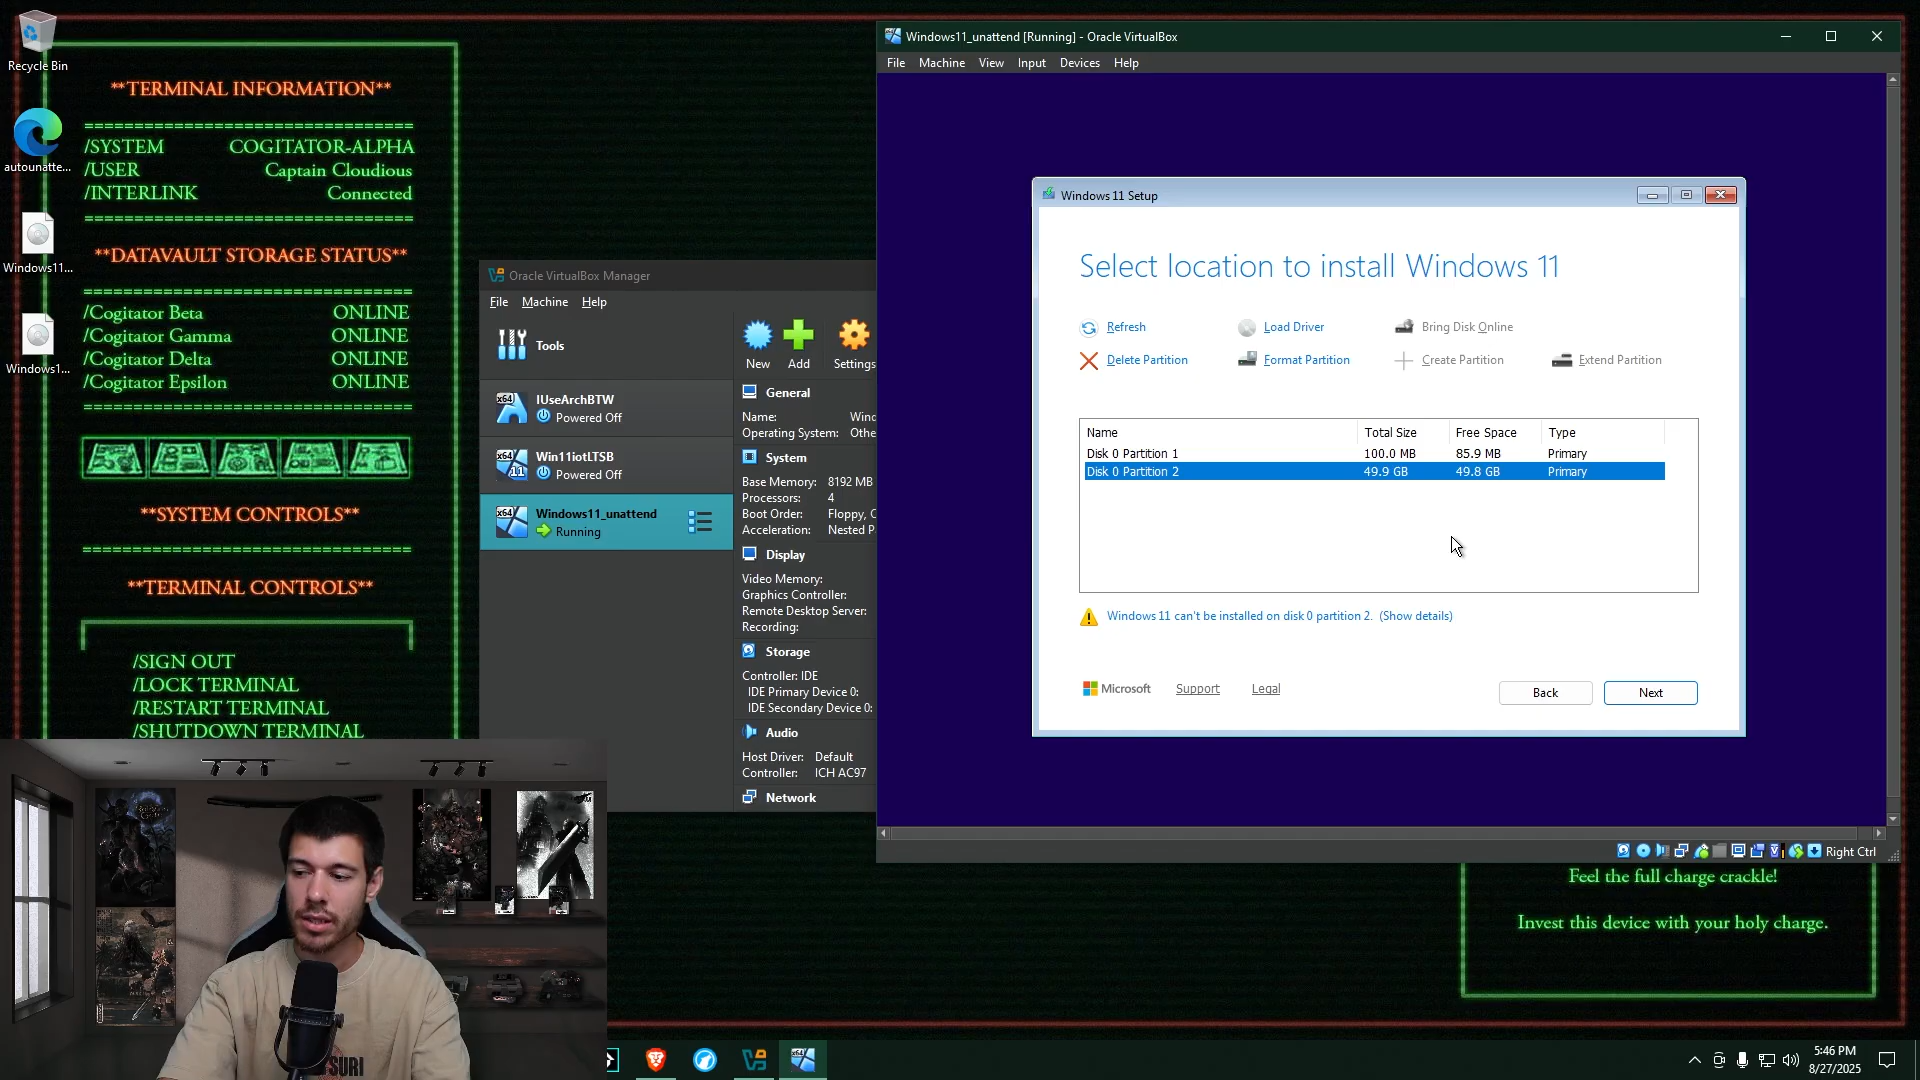 Recycle Bin
autounatte...
Windows11...
Windows1...
**TERMINAL INFORMATION**
=================================
/SYSTEM COGITATOR-ALPHA
/USER Captain Cloudious
/INTERLINK Connected
=================================
**DATAVAULT STORAGE STATUS**
=================================
/Cogitator Beta ONLINE
/Cogitator Gamma ONLINE
/Cogitator Delta ONLINE
/Cogitator Epsilon ONLINE
=================================
**SYSTEM CONTROLS**
=================================
**TERMINAL CONTROLS**
/SIGN OUT
/LOCK TERMINAL
/RESTART TERMINAL
/SHUTDOWN TERMINAL
Oracle VirtualBox Manager
File Machine Help
Tools
New Add Settings
x64 IUseArchBTW
Powered Off
x64 11 Win11iotLTSB
Powered Off
x64 Windows11_unattend
Running
General
Name: Winc
Operating System: Othe
System
Base Memory: 8192 MB
Processors: 4
Boot Order: Floppy, C
Acceleration: Nested P
Display
Video Memory:
Graphics Controller:
Remote Desktop Server:
Recording:
Storage
Controller: IDE
IDE Primary Device 0:
IDE Secondary Device 0:
Audio
Host Driver: Default
Controller: ICH AC97
Network
Windows11_unattend [Running] - Oracle VirtualBox
File Machine View Input Devices Help
Windows 11 Setup
Select location to install Windows 11
Refresh Load Driver Bring Disk Online
Delete Partition Format Partition Create Partition Extend Partition
Name Total Size Free Space Type
Disk 0 Partition 1 100.0 MB 85.9 MB Primary
Disk 0 Partition 2 49.9 GB 49.8 GB Primary
Windows 11 can't be installed on disk 0 partition 2. (Show details)
Microsoft Support Legal Back Next
Right Ctrl
Feel the full charge crackle!
Invest this device with your holy charge.
SURI
5:46 PM
8/27/2025